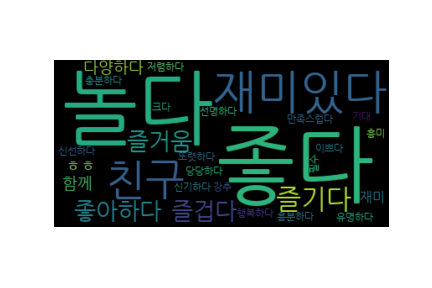 다양하다 저렴하다
충분하다
놀다 크다 재미있다
선명하다 만족스럽다 기대
즐거움 흥미
신선하다 또렷하다 좋다 이쁘다
ㅎㅎ 친구 당당하다
함께 신기하다 강추 즐기다 재미
좋아하다 즐겁다 행복하다 흥분하다 유명하다